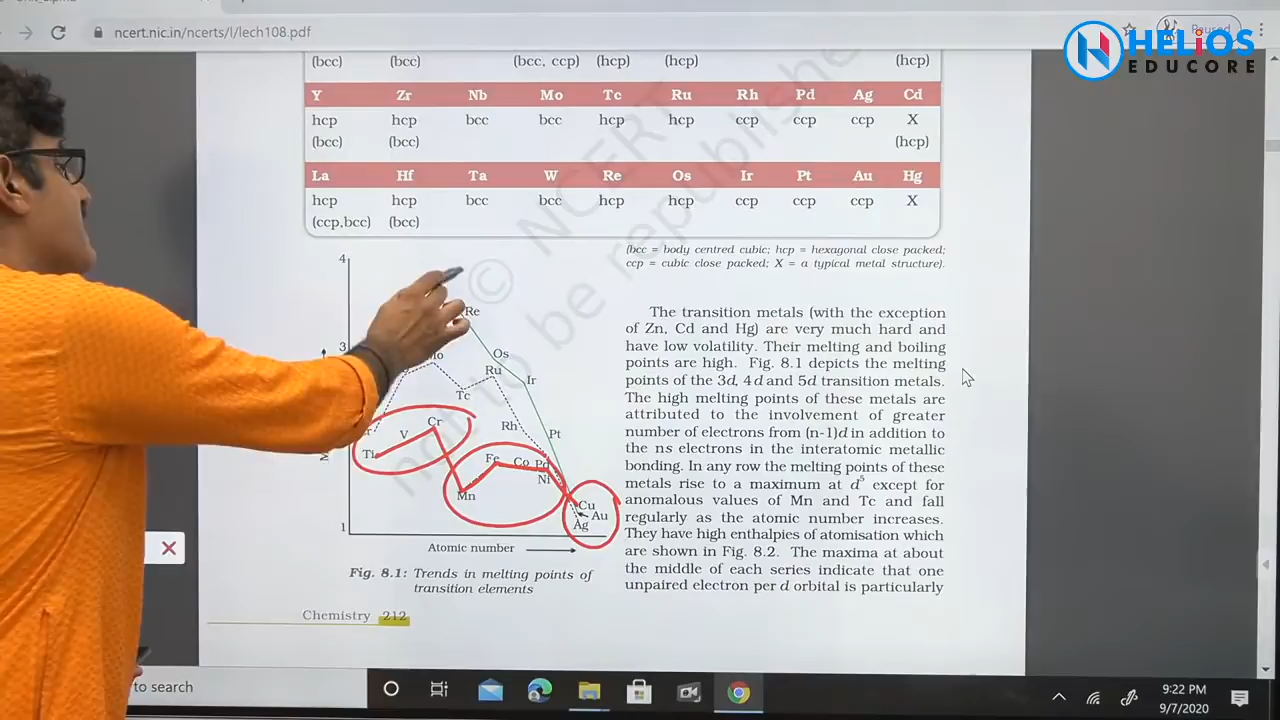 ncert.nic.in/ncerts/l/lech108.pdf
Paused
HELiOS
EDUCORE
(bcc) (bcc) (bcc, ccp) (hcp) (hcp) (hcp)
Y Zr Nb Mo Tc Ru Rh Pd Ag Cd
hcp hcp bcc bcc hcp hcp ccp ccp ccp X
(bcc) (bcc) (hcp)
La Hf Ta W Re Os Ir Pt Au Hg
hcp hcp bcc bcc hcp hcp ccp ccp ccp X
(ccp,bcc) (bcc)
© NCERT
not to be republished
(bcc = body centred cubic; hcp = hexagonal close packed;
ccp = cubic close packed; X = a typical metal structure).
4
3
1
Re
Os
Mo
Ru
Ir
Tc
Rh
Pt
Cr
V
Ti
Fe
Co
Pd
Ni
Mn
Cu
Au
Ag
M
Atomic number
Fig. 8.1: Trends in melting points of
transition elements
The transition metals (with the exception
of Zn, Cd and Hg) are very much hard and
have low volatility. Their melting and boiling
points are high. Fig. 8.1 depicts the melting
points of the 3d, 4d and 5d transition metals.
The high melting points of these metals are
attributed to the involvement of greater
number of electrons from (n-1)d in addition to
the ns electrons in the interatomic metallic
bonding. In any row the melting points of these
metals rise to a maximum at d⁵ except for
anomalous values of Mn and Tc and fall
regularly as the atomic number increases.
They have high enthalpies of atomisation which
are shown in Fig. 8.2. The maxima at about
the middle of each series indicate that one
unpaired electron per d orbital is particularly
Chemistry 212
to search
9:22 PM
9/7/2020